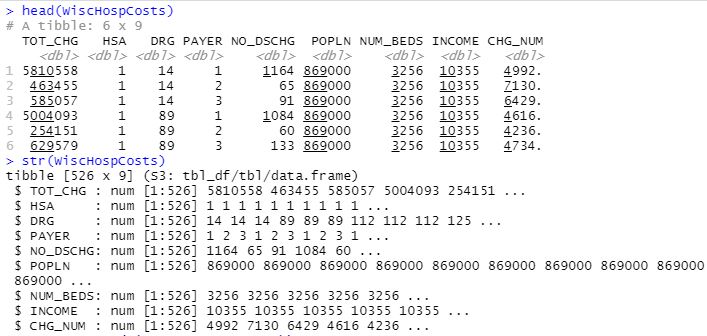 > head(WiscHospCosts)
# A tibble: 6 x 9
TOT_CHG HSA DRG PAYER NO_DSCHG POPLN NUM_BEDS INCOME CHG_NUM
<dbl> <dbl> <dbl> <dbl> <dbl> <dbl> <dbl> <dbl> <dbl>
1 5810558 1 14 1 1164 869000 3256 10355 4992.
2 463455 1 14 2 65 869000 3256 10355 7130.
3 585057 1 14 3 91 869000 3256 10355 6429.
4 5004093 1 89 1 1084 869000 3256 10355 4616.
5 254151 1 89 2 60 869000 3256 10355 4236.
6 629579 1 89 3 133 869000 3256 10355 4734.
> str(WiscHospCosts)
tibble [526 x 9] (S3: tbl_df/tbl/data.frame)
$ TOT_CHG : num [1:526] 5810558 463455 585057 5004093 254151 ...
$ HSA : num [1:526] 1 1 1 1 1 1 1 1 1 1 ...
$ DRG : num [1:526] 14 14 14 89 89 89 112 112 112 125 ...
$ PAYER : num [1:526] 1 2 3 1 2 3 1 2 3 1 ...
$ NO_DSCHG: num [1:526] 1164 65 91 1084 60 ...
$ POPLN : num [1:526] 869000 869000 869000 869000 869000 869000 869000 869000 869000
869000 ...
$ NUM_BEDS: num [1:526] 3256 3256 3256 3256 3256 ...
$ INCOME : num [1:526] 10355 10355 10355 10355 10355 ...
$ CHG_NUM : num [1:526] 4992 7130 6429 4616 4236 ...